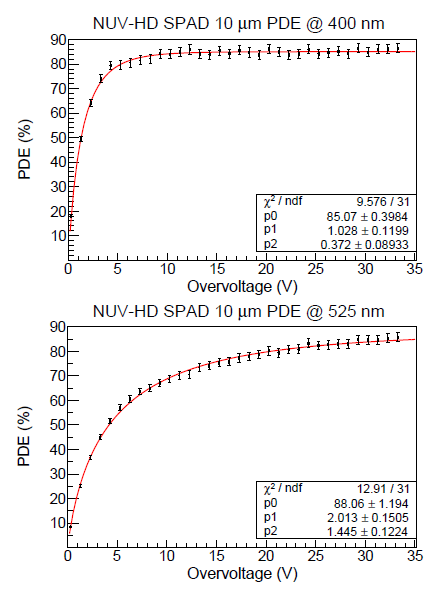 NUV-HD SPAD 10 μm PDE @ 400 nm
PDE (%)
90
80
70
60
50
40
30
20
10
χ² / ndf 9.576 / 31
p0 85.07 ± 0.3984
p1 1.028 ± 0.1199
p2 0.372 ± 0.08933
0 5 10 15 20 25 30 35
Overvoltage (V)
NUV-HD SPAD 10 μm PDE @ 525 nm
PDE (%)
90
80
70
60
50
40
30
20
10
χ² / ndf 12.91 / 31
p0 88.06 ± 1.194
p1 2.013 ± 0.1505
p2 1.445 ± 0.1224
0 5 10 15 20 25 30 35
Overvoltage (V)